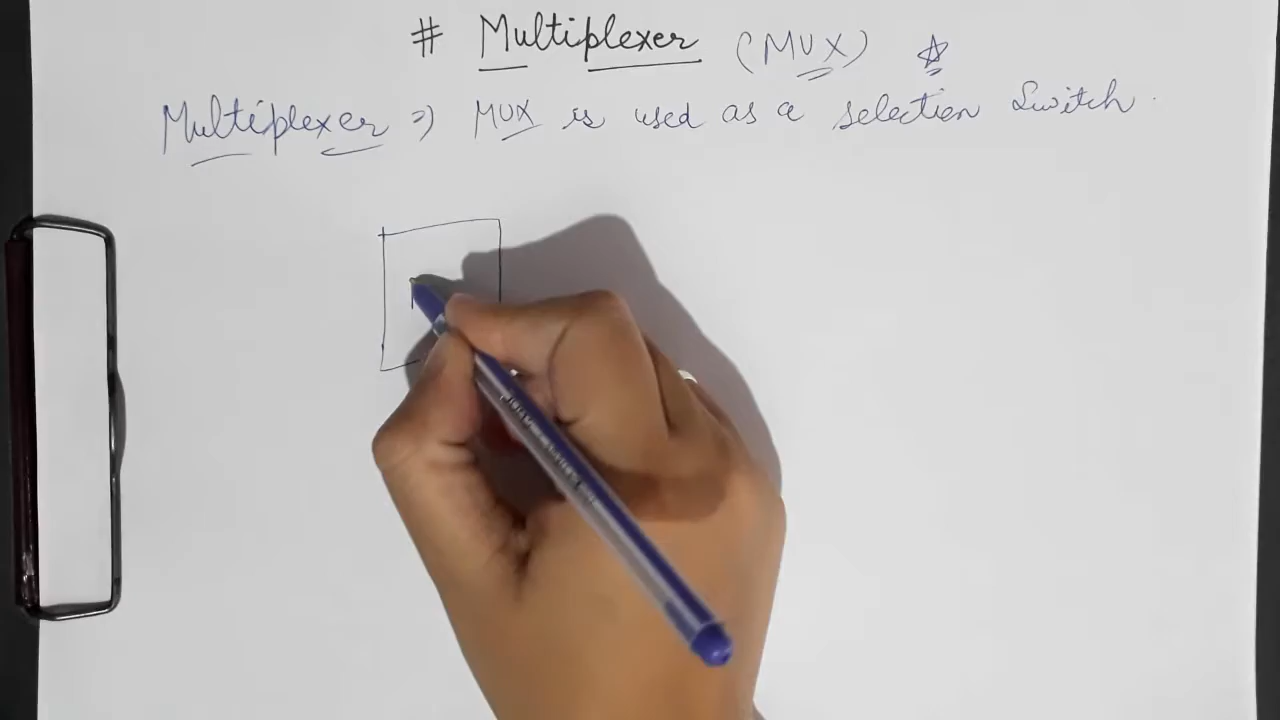 # Multiplexer (MUX) ☆
Multiplexer => MUX is used as a selection Switch.